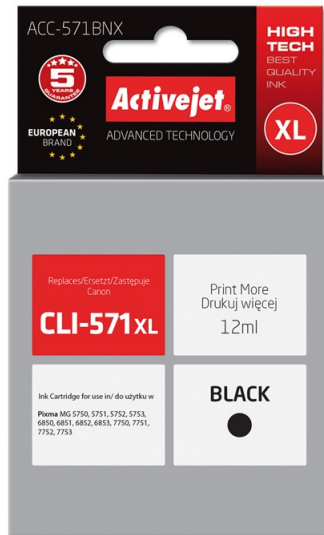 ACC-571BNX
5
YEARS
GUARANTEE
EUROPEAN
BRAND
Activejet®
ADVANCED TECHNOLOGY
HIGH
TECH
BEST
QUALITY
INK
XL
Replaces/Ersetzt/Zastępuje
Canon
CLI-571XL
Print More
Drukuj więcej
12ml
Ink Cartridge for use in/ do użytku w
Pixma MG 5750, 5751, 5752, 5753,
6850, 6851, 6852, 6853, 7750, 7751,
7752, 7753
BLACK